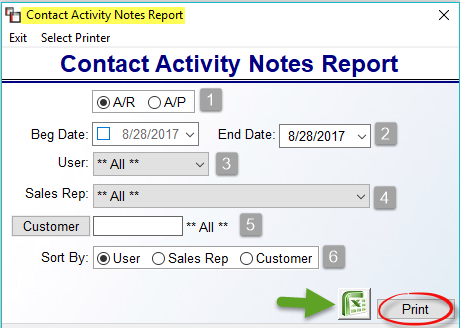 Contact Activity Notes Report
Exit Select Printer
Contact Activity Notes Report
A/R A/P 1
Beg Date: 8/28/2017 End Date: 8/28/2017 2
User: ** All ** 3
Sales Rep: ** All ** 4
Customer ** All ** 5
Sort By: User Sales Rep Customer 6
Print